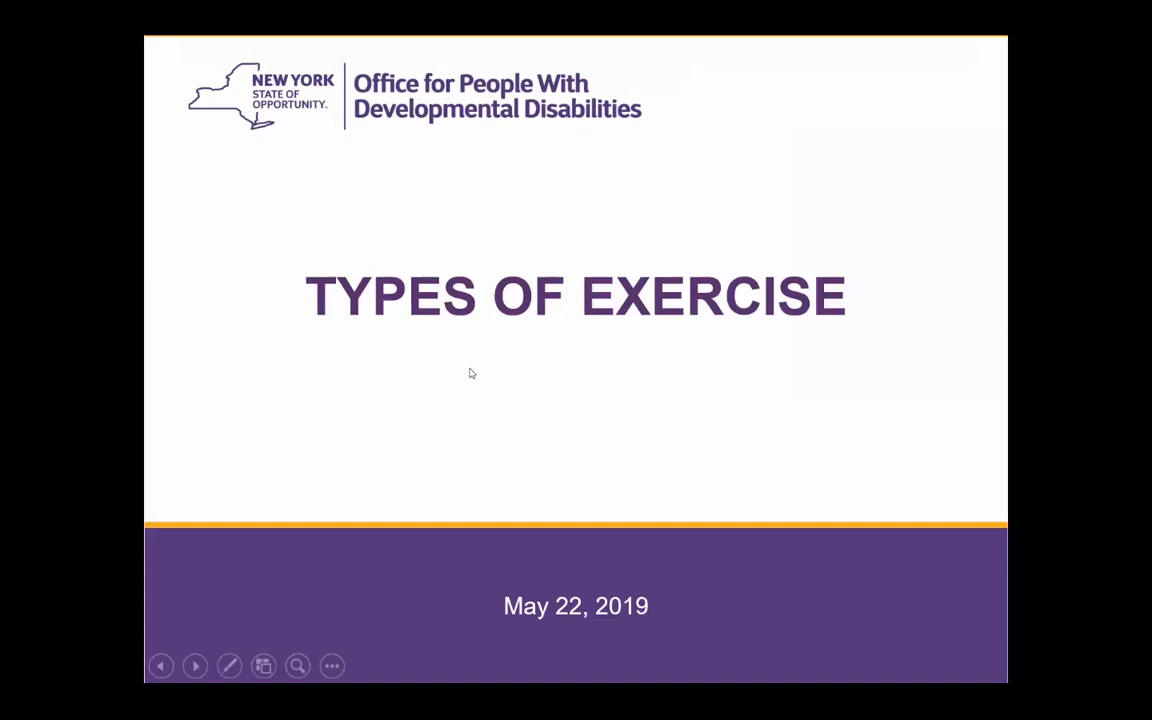 NEW YORK
STATE OF
OPPORTUNITY.
Office for People With
Developmental Disabilities
TYPES OF EXERCISE
May 22, 2019